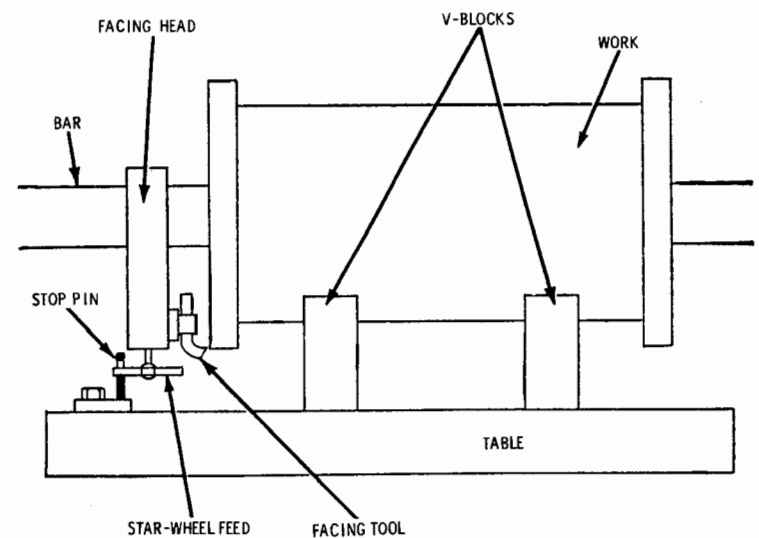 FACING HEAD
V-BLOCKS
WORK
BAR
STOP PIN
TABLE
STAR-WHEEL FEED
FACING TOOL